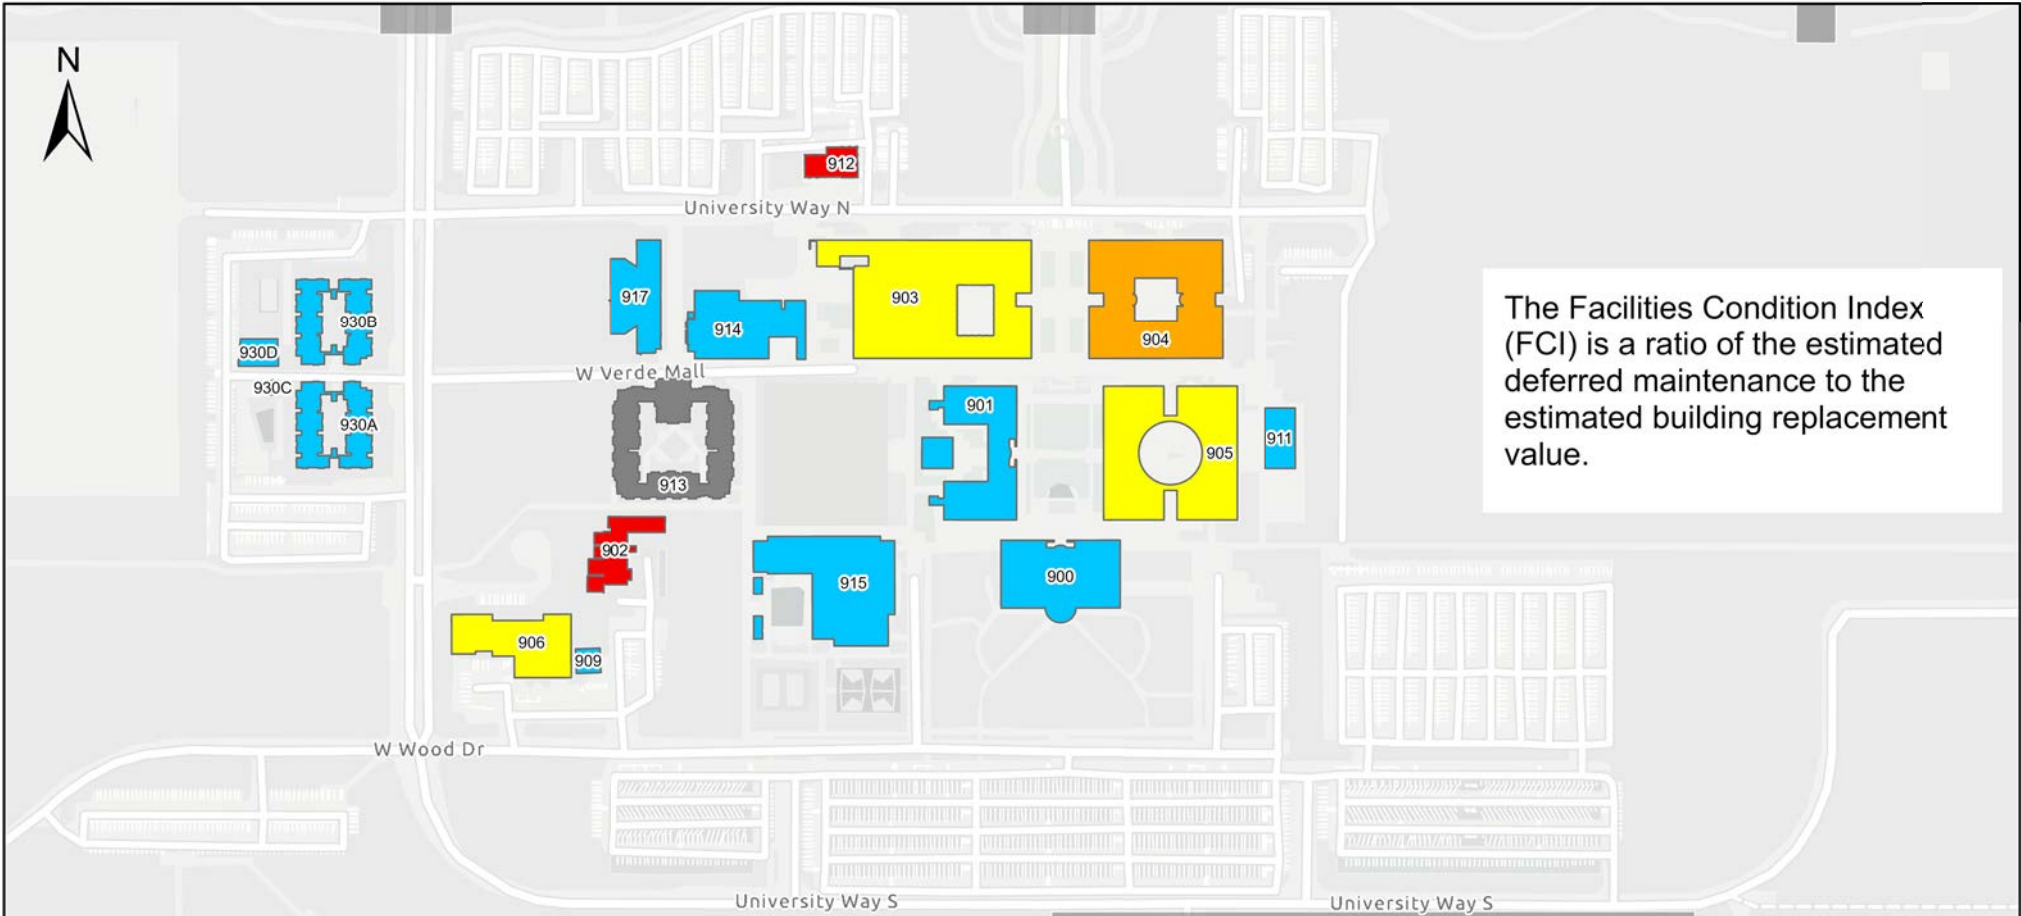 N
912
University Way N
917
903
914
904
930B
930D
W Verde Mall
930C
930A
901
905
911
913
The Facilities Condition Index
(FCI) is a ratio of the estimated
deferred maintenance to the
estimated building replacement
value.
902
915
900
906
909
W Wood Dr
University Way S
University Way S